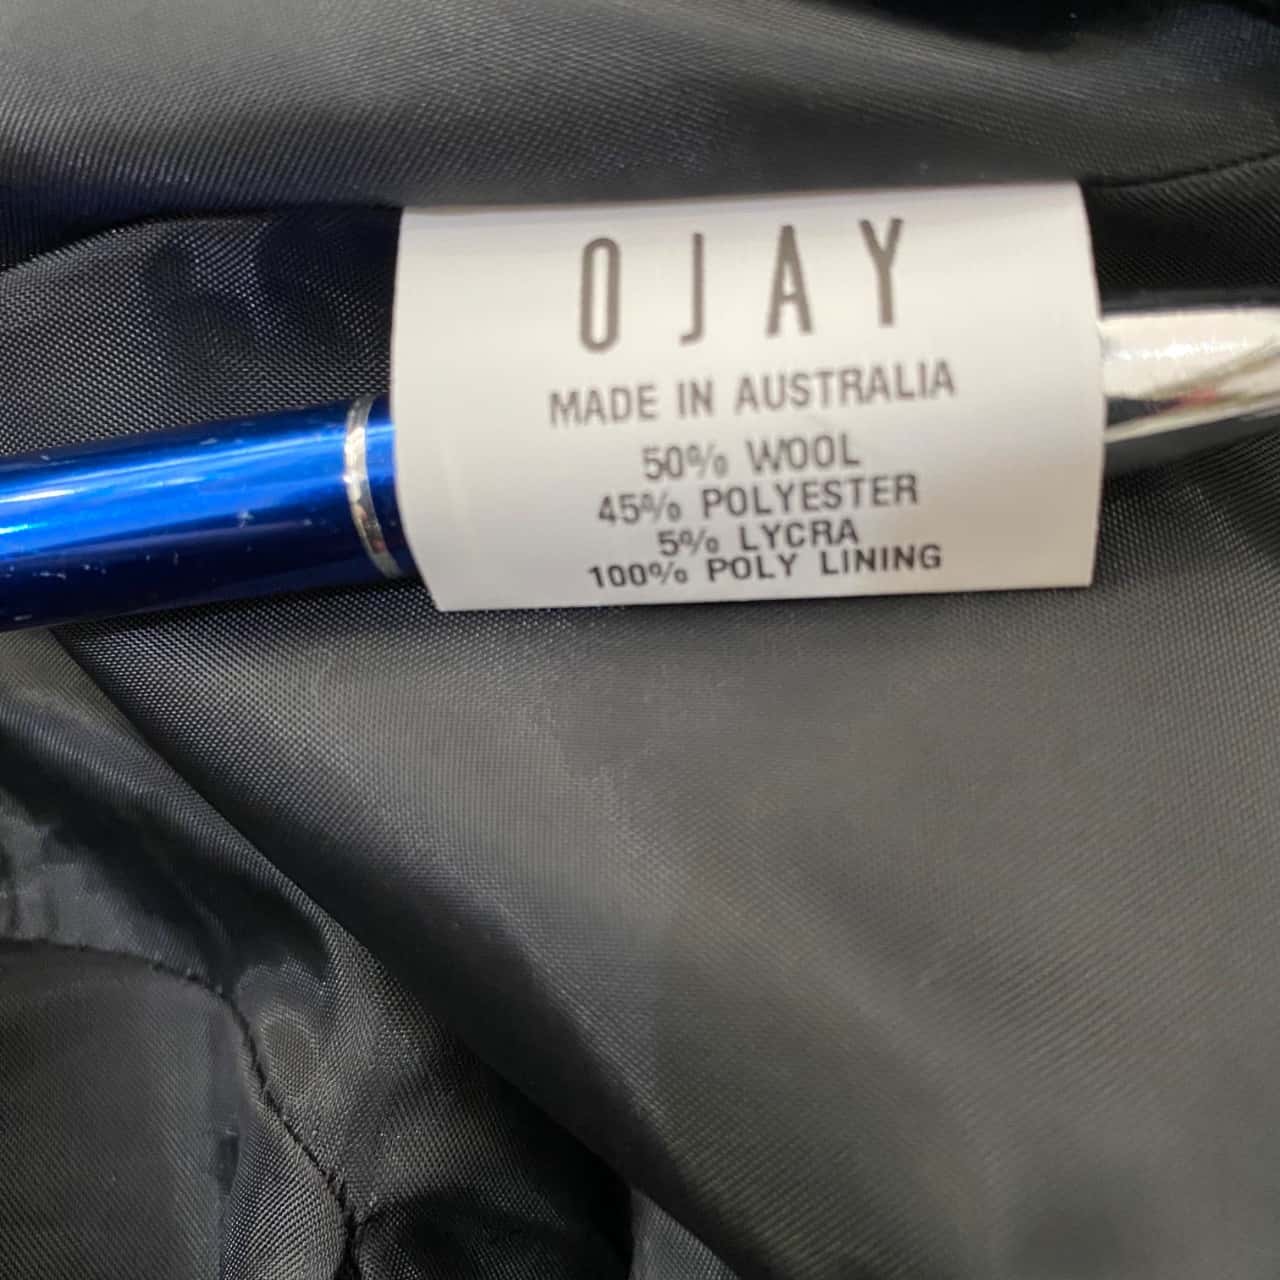 OJAY
MADE IN AUSTRALIA
50% WOOL
45% POLYESTER
5% LYCRA
100% POLY LINING